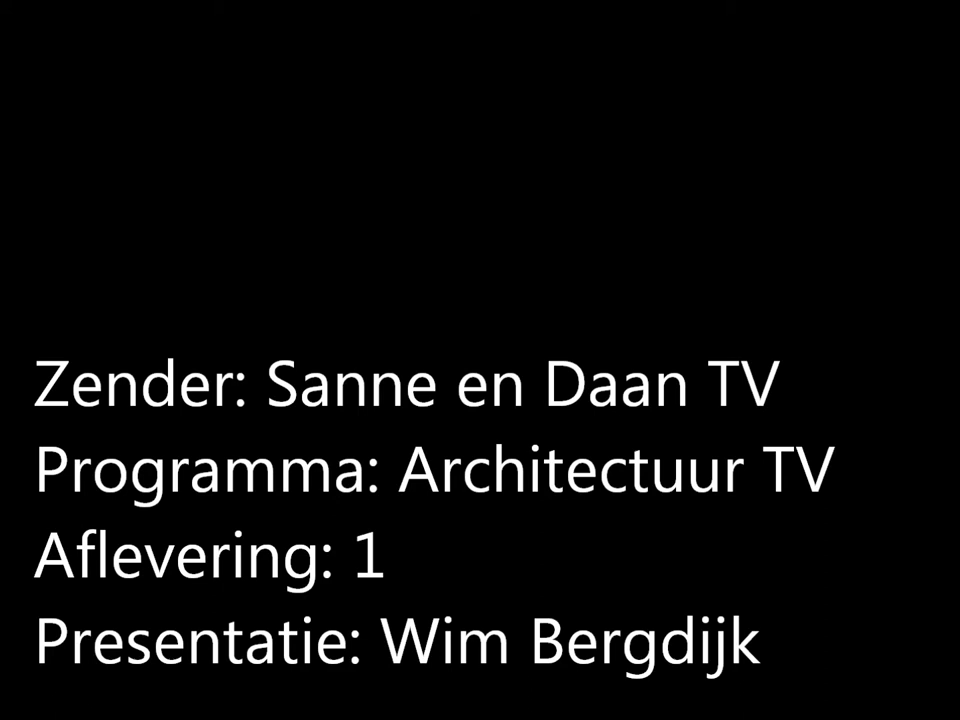 Zender: Sanne en Daan TV
Programma: Architectuur TV
Aflevering: 1
Presentatie: Wim Bergdijk